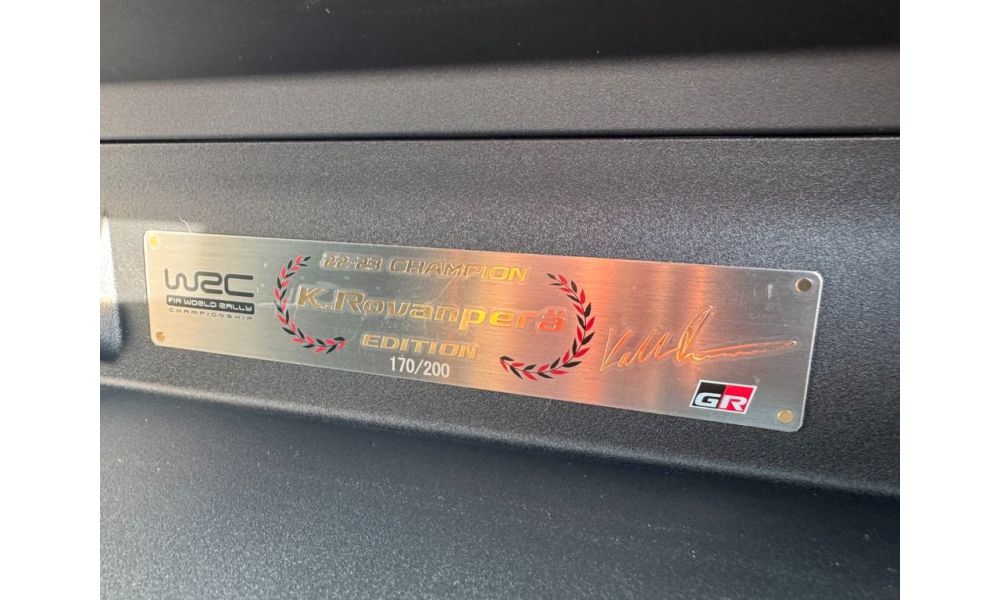 WRC
FIA WORLD RALLY
CHAMPIONSHIP
22-23 CHAMPION
K.Rovanperä
EDITION
170/200
GR